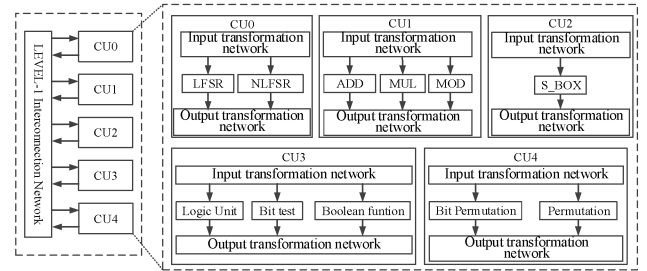 LEVEL-1 Interconnection Network
CU0
CU1
CU2
CU3
CU4
CU0
Input transformation
network
LFSR
NLFSR
Output transformation
network
CU1
Input transformation
network
ADD
MUL
MOD
Output transformation
network
CU2
Input transformation
network
S_BOX
Output transformation
network
CU3
Input transformation network
Logic Unit
Bit test
Boolean funtion
Output transformation network
CU4
Input transformation network
Bit Permutation
Permutation
Output transformation
network